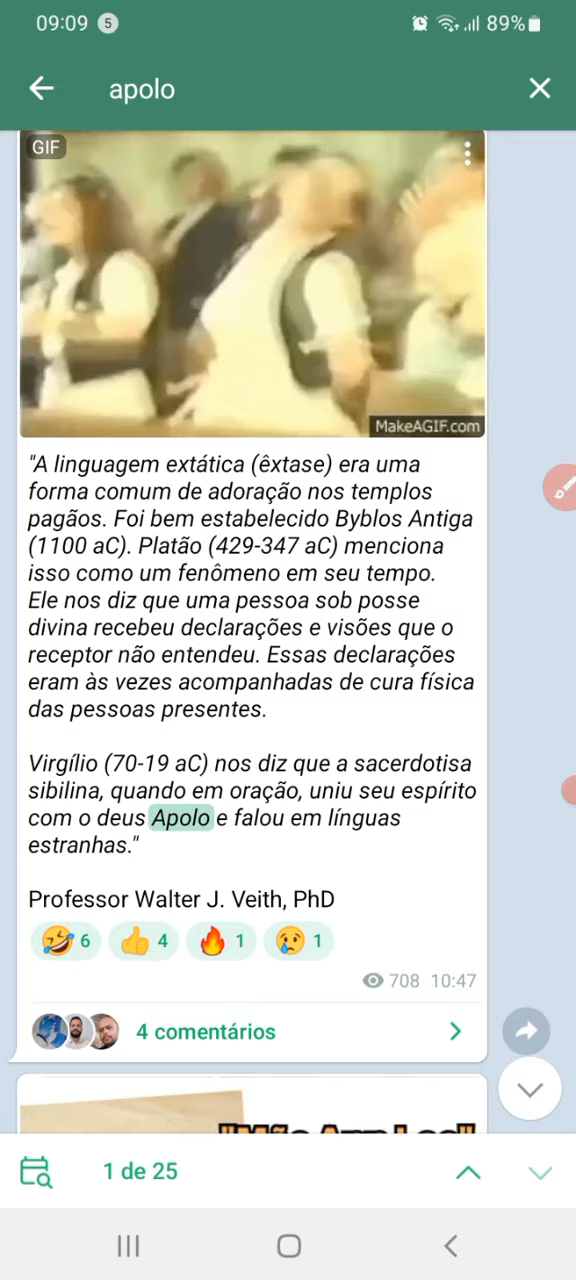 09:09 5 89%
apolo
GIF
MakeAGIF.com
"A linguagem extática (êxtase) era uma
forma comum de adoração nos templos
pagãos. Foi bem estabelecido Byblos Antiga
(1100 aC). Platão (429-347 aC) menciona
isso como um fenômeno em seu tempo.
Ele nos diz que uma pessoa sob posse
divina recebeu declarações e visões que o
receptor não entendeu. Essas declarações
eram às vezes acompanhadas de cura física
das pessoas presentes.
Virgílio (70-19 aC) nos diz que a sacerdotisa
sibilina, quando em oração, uniu seu espírito
com o deus Apolo e falou em línguas
estranhas."
Professor Walter J. Veith, PhD
6 4 1 1
708 10:47
4 comentários
1 de 25